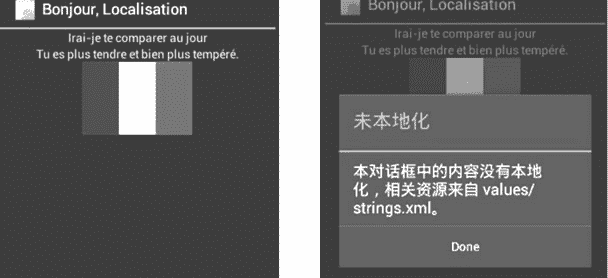 Bonjour, Localisation
Irai-je te comparer au jour
Tu es plus tendre et bien plus tempéré.
Bonjour, Localisation
Irai-je te comparer au jour
Tu es plus tendre et bien plus tempéré.
未本地化
本对话框中的内容没有本地
化，相关资源来自 values/
strings.xml。
Done